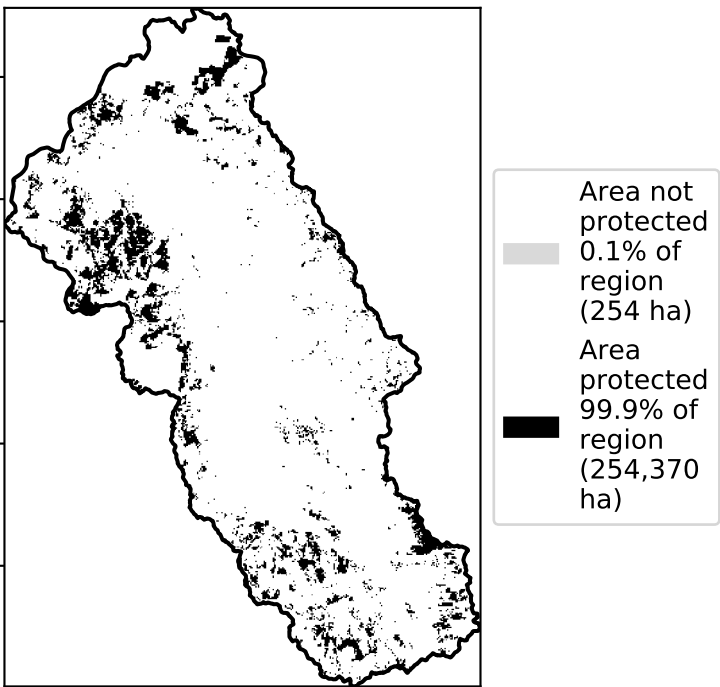 Area not
protected
0.1% of
region
(254 ha)
Area
protected
99.9% of
region
(254,370
ha)